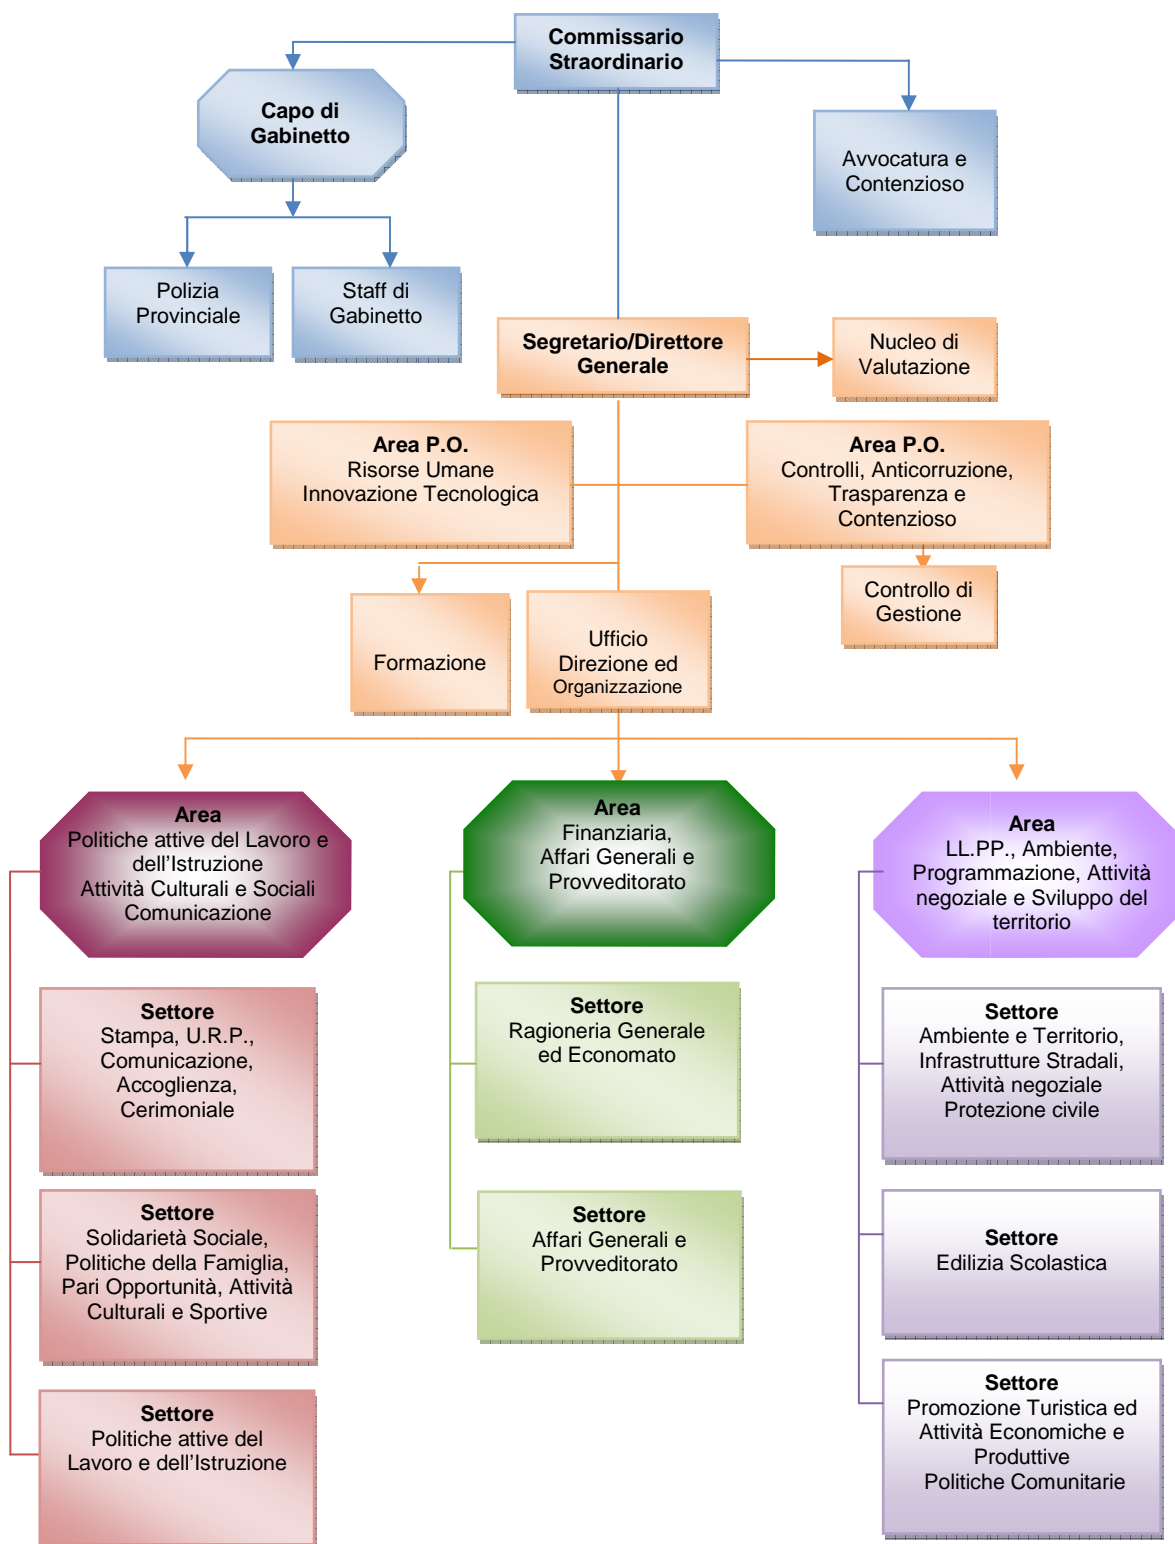 Commissario
Straordinario
Capo di
Gabinetto
Avvocatura e
Contenzioso
Polizia
Provinciale
Staff di
Gabinetto
Segretario/Direttore
Generale
Nucleo di
Valutazione
Area P.O.
Risorse Umane
Innovazione Tecnologica
Area P.O.
Controlli, Anticorruzione,
Trasparenza e
Contenzioso
Controllo di
Gestione
Formazione
Ufficio
Direzione ed
Organizzazione
Area
Politiche attive del Lavoro e
dell'Istruzione
Attività Culturali e Sociali
Comunicazione
Area
Finanziaria,
Affari Generali e
Provveditorato
Area
LL.PP., Ambiente,
Programmazione, Attività
negoziale e Sviluppo del
territorio
Settore
Stampa, U.R.P.,
Comunicazione,
Accoglienza,
Cerimoniale
Settore
Ragioneria Generale
ed Economato
Settore
Ambiente e Territorio,
Infrastrutture Stradali,
Attività negoziale
Protezione civile
Settore
Solidarietà Sociale,
Politiche della Famiglia,
Pari Opportunità, Attività
Culturali e Sportive
Settore
Affari Generali e
Provveditorato
Settore
Edilizia Scolastica
Settore
Politiche attive del
Lavoro e dell'Istruzione
Settore
Promozione Turistica ed
Attività Economiche e
Produttive
Politiche Comunitarie